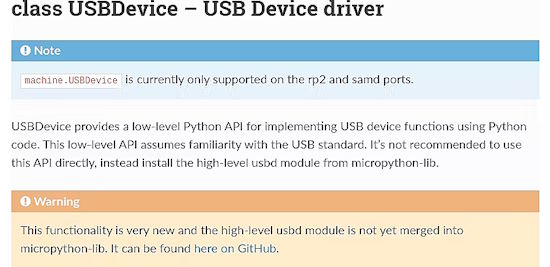 class USBDevice – USB Device driver
Note
machine.USBDevice is currently only supported on the rp2 and samd ports.
USBDevice provides a low-level Python API for implementing USB device functions using Python
code. This low-level API assumes familiarity with the USB standard. It's not recommended to use
this API directly, instead install the high-level usbd module from micropython-lib.
Warning
This functionality is very new and the high-level usbd module is not yet merged into
micropython-lib. It can be found here on GitHub.